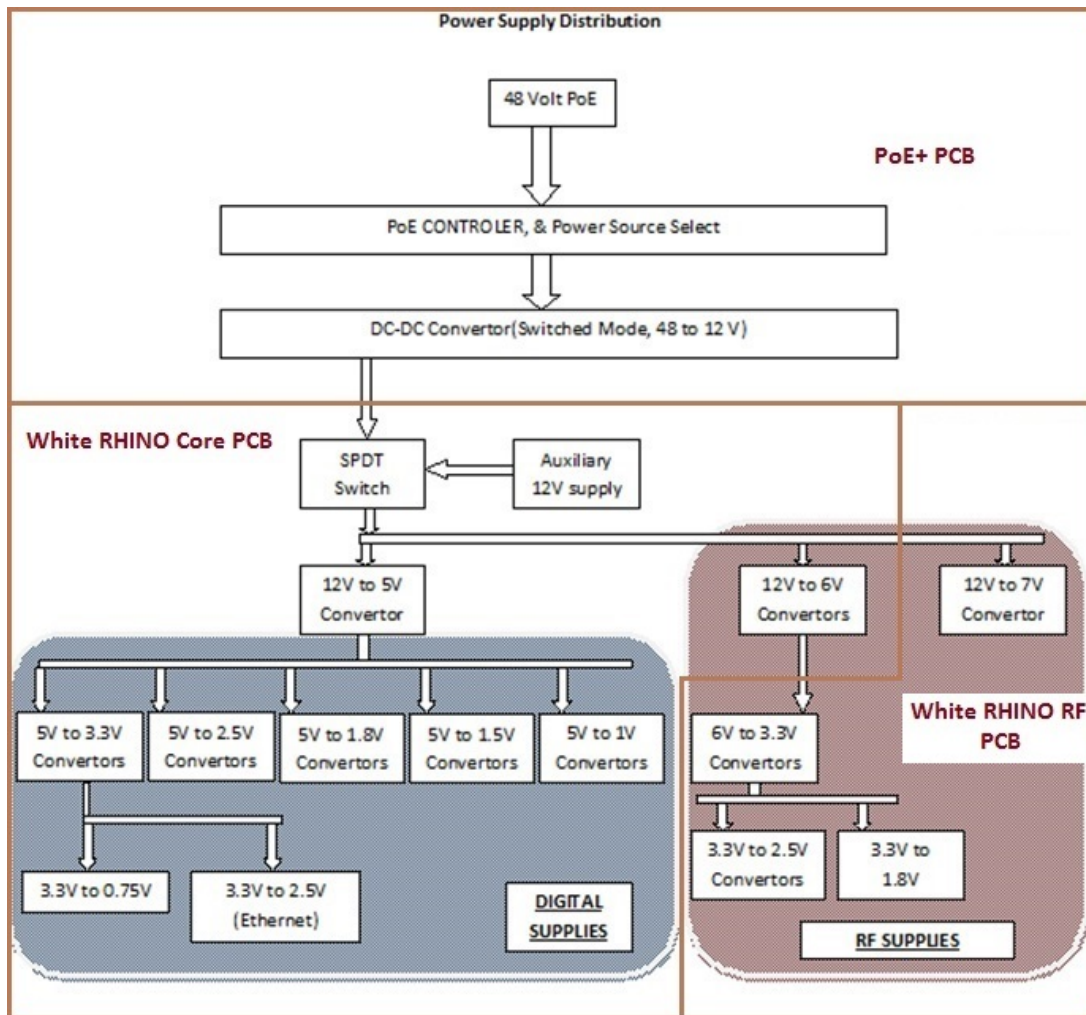 Power Supply Distribution
48 Volt PoE
PoE+ PCB
PoE CONTROLER, & Power Source Select
DC-DC Convertor(Switched Mode, 48 to 12 V)
White RHINO Core PCB
SPDT
Switch
Auxiliary
12V supply
12V to 5V
Convertor
12V to 6V
Convertors
12V to 7V
Convertor
5V to 3.3V
Convertors
5V to 2.5V
Convertors
5V to 1.8V
Convertors
5V to 1.5V
Convertors
5V to 1V
Convertors
6V to 3.3V
Convertors
White RHINO RF
PCB
3.3V to 0.75V
3.3V to 2.5V
(Ethernet)
3.3V to 2.5V
Convertors
3.3V to
1.8V
DIGITAL
SUPPLIES
RF SUPPLIES